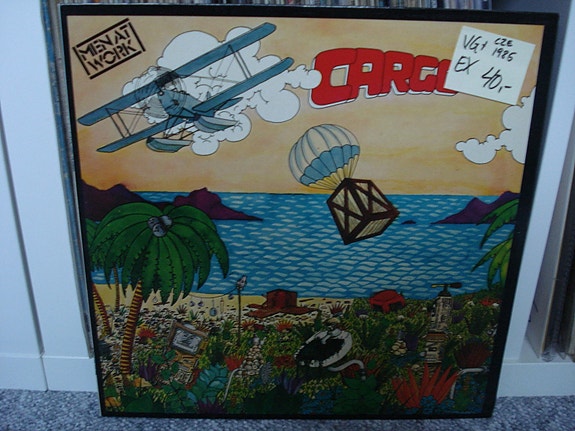 MEN AT
WORK
CARGO
VG+ CZE
1985
EX 40,-